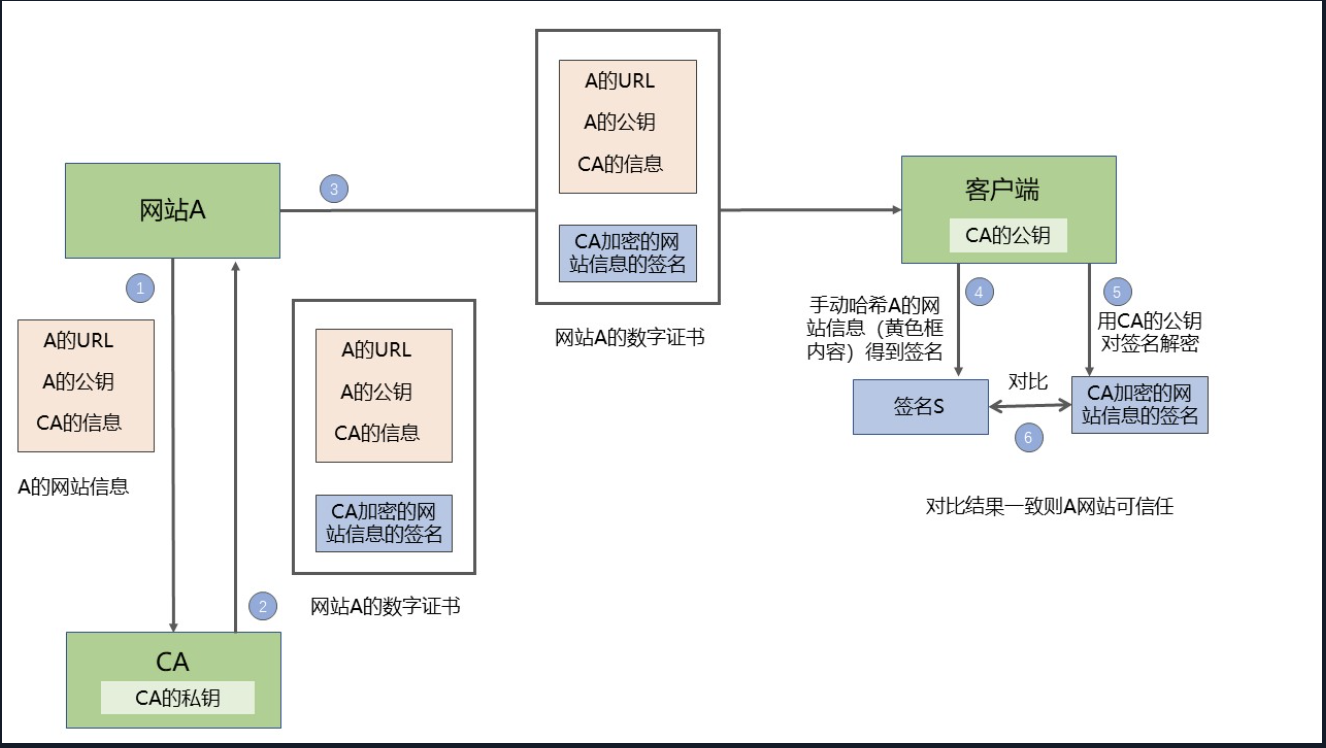 网站A
1
A的URL
A的公钥
CA的信息
A的网站信息
CA
CA的私钥
2
A的URL
A的公钥
CA的信息
CA加密的网
站信息的签名
网站A的数字证书
3
A的URL
A的公钥
CA的信息
CA加密的网
站信息的签名
网站A的数字证书
客户端
CA的公钥
4
手动哈希A的网
站信息（黄色框
内容）得到签名
5
用CA的公钥
对签名解密
签名S
对比
6
CA加密的网
站信息的签名
对比结果一致则A网站可信任